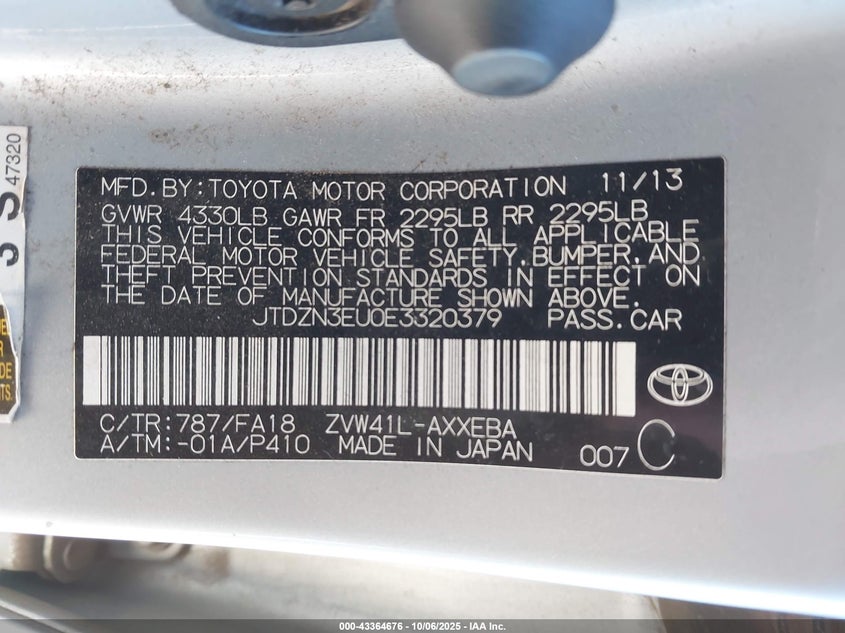 MFD.BY:TOYOTA MOTOR CORPORATION 11/13
GVWR 4330LB GAWR FR 2295LB RR 2295LB
THIS VEHICLE CONFORMS TO ALL APPLICABLE
FEDERAL MOTOR VEHICLE SAFETY,BUMPER,AND
THEFT PREVENTION STANDARDS IN EFFECT ON
THE DATE OF MANUFACTURE SHOWN ABOVE.
JTDZN3EU0E3320379 PASS.CAR
C/TR:787/FA18 ZVW41L-AXXEBA
A/TM:-01A/P410 MADE IN JAPAN 007 C
47320
TS.
000-43364676 - 10/06/2025 - IAA Inc.